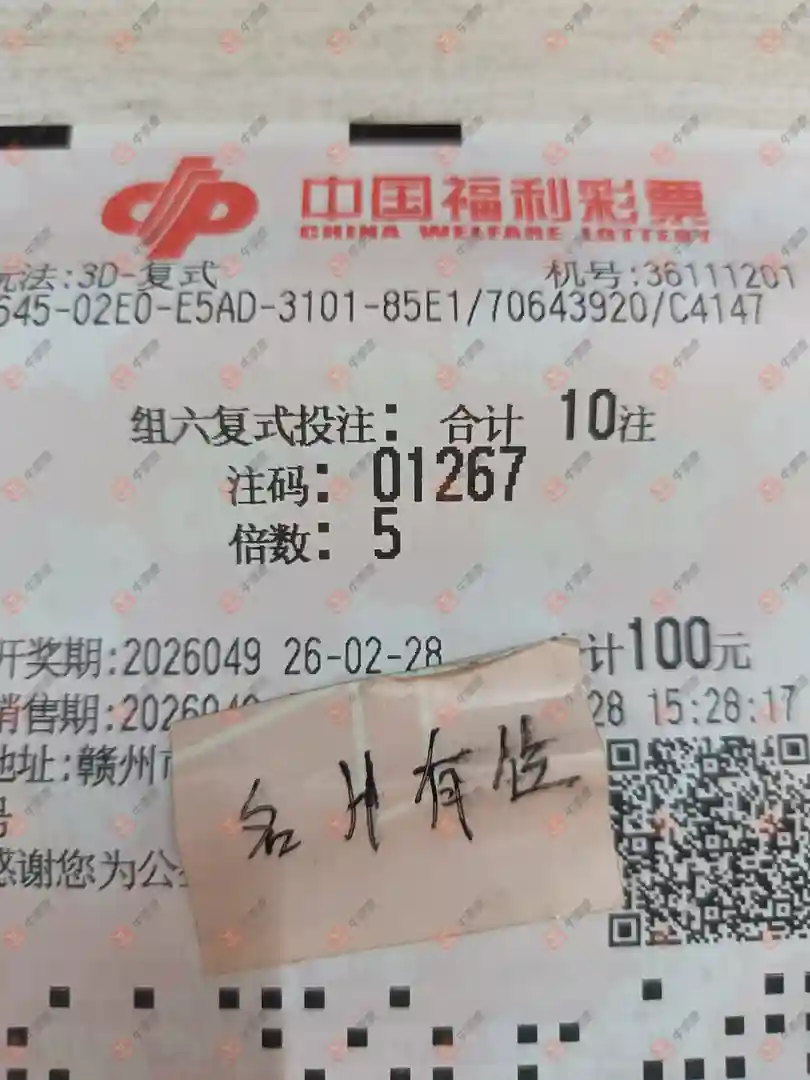 中国福利彩票
CHINA WELFARE LOTTERY
玩法:3D-复式 机号:36111201
645-02E0-E5AD-3101-85E1/70643920/C4147
组六复式投注: 合计 10注
注码: 01267
倍数: 5
开奖期:2026049 26-02-28 计100元
销售期:2026049 28 15:28:17
地址:赣州市
号
感谢您为公
名片有